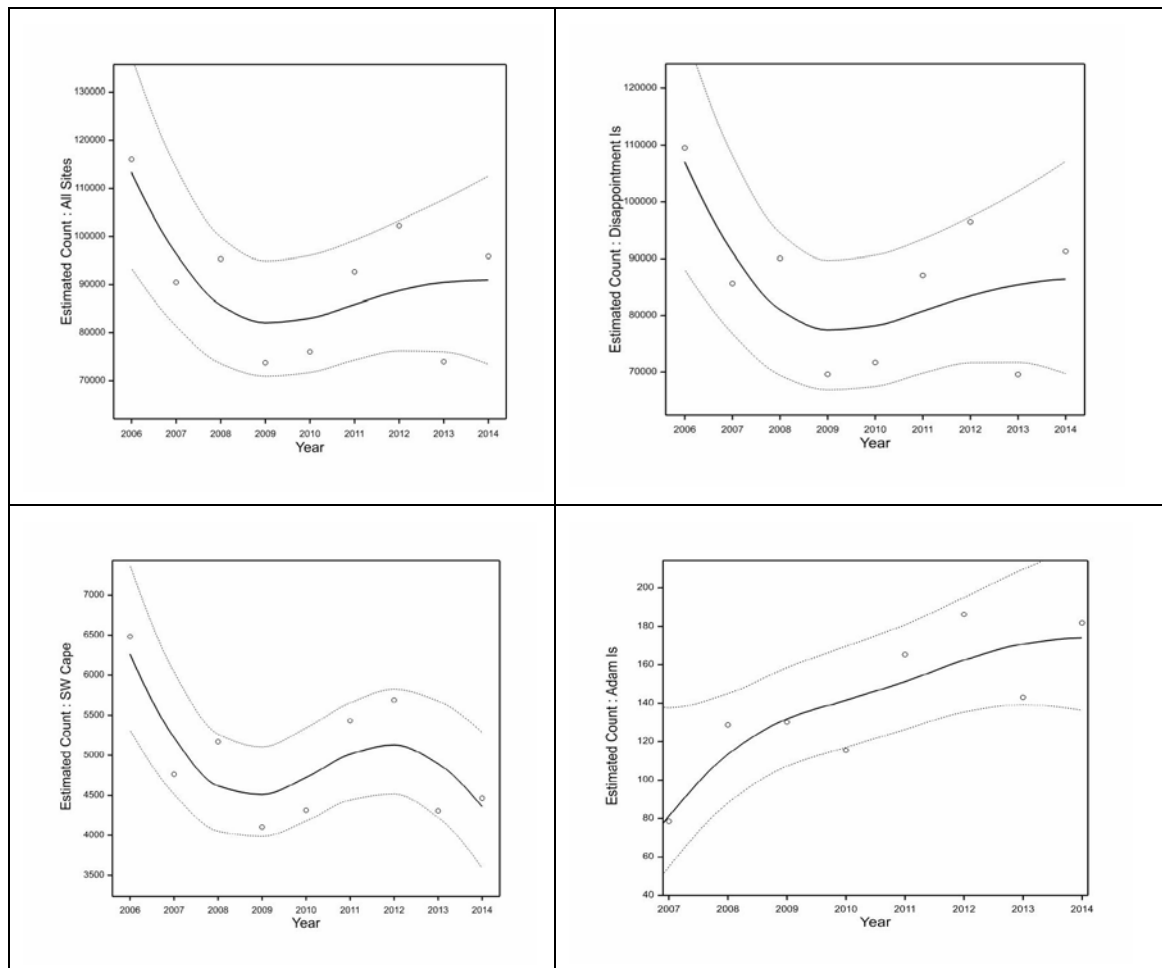 Estimated Count : All Sites
130000
120000
110000
100000
90000
80000
70000
2006 2007 2008 2009 2010 2011 2012 2013 2014
Year
Estimated Count : Disappointment Is
120000
110000
100000
90000
80000
70000
2006 2007 2008 2009 2010 2011 2012 2013 2014
Year
Estimated Count : SW Cape
7000
6500
6000
5500
5000
4500
4000
3500
2006 2007 2008 2009 2010 2011 2012 2013 2014
Year
Estimated Count : Adam Is
200
180
160
140
120
100
80
60
40
2007 2008 2009 2010 2011 2012 2013 2014
Year